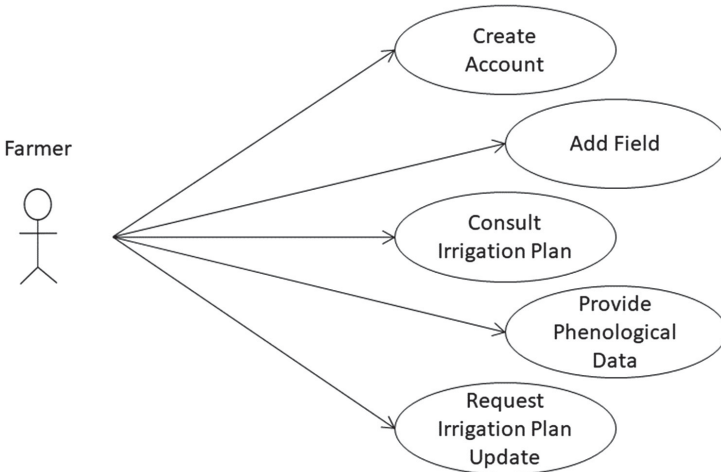 Farmer
Create
Account
Add Field
Consult
Irrigation Plan
Provide
Phenological
Data
Request
Irrigation Plan
Update